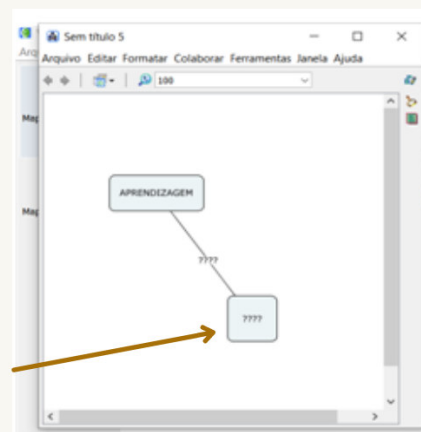 Sem título 5
Arquivo Editar Formatar Colaborar Ferramentas Janela Ajuda
100
APRENDIZAGEM
????
????